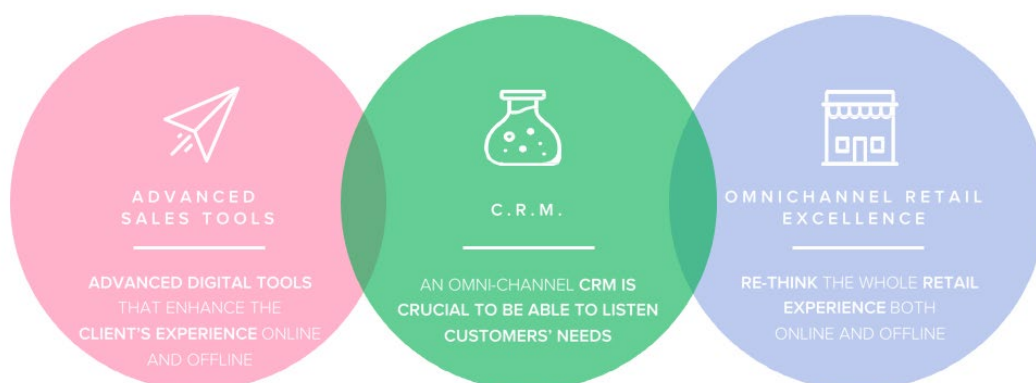 ADVANCED
SALES TOOLS
ADVANCED DIGITAL TOOLS
THAT ENHANCE THE
CLIENT'S EXPERIENCE ONLINE
AND OFFLINE
C.R.M.
AN OMNI-CHANNEL CRM IS
CRUCIAL TO BE ABLE TO LISTEN
CUSTOMERS' NEEDS
OMNICHANNEL RETAIL
EXCELLENCE
RE-THINK THE WHOLE RETAIL
EXPERIENCE BOTH
ONLINE AND OFFLINE